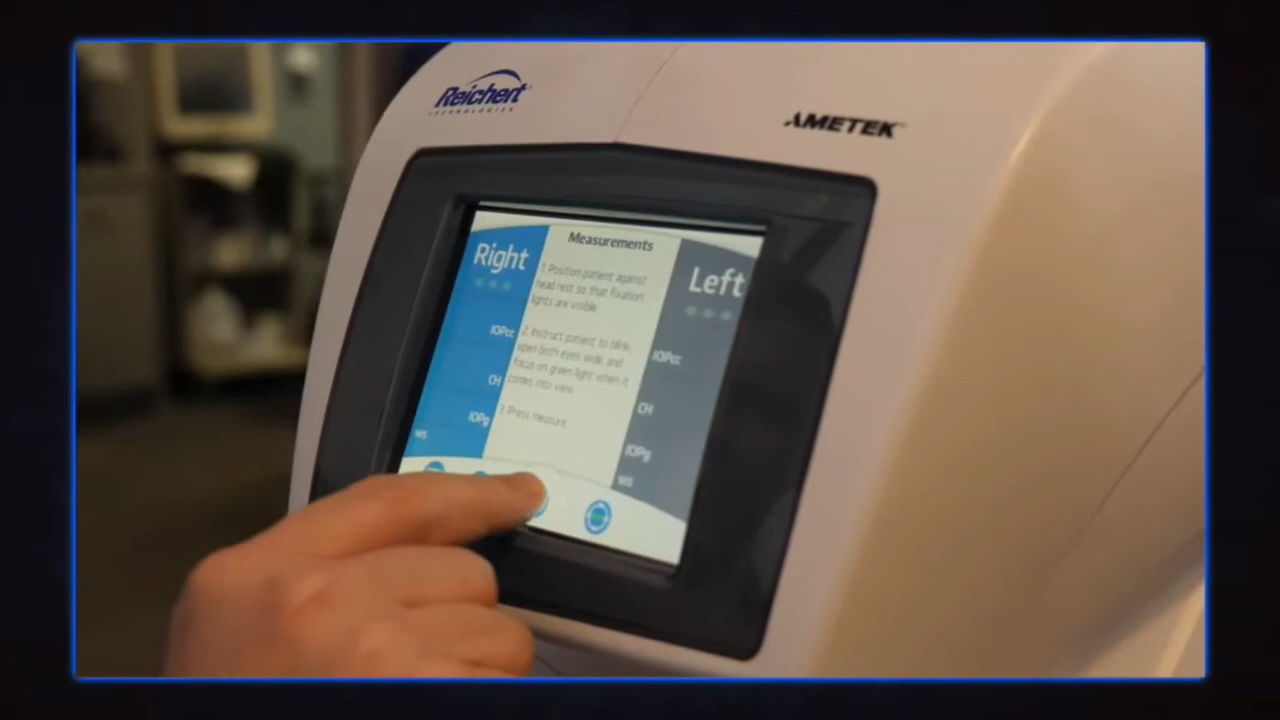 Reichert
TECHNOLOGIES
AMETEK
Measurements
Right
1. Position patient against
head rest so that fixation
lights are visible.
IOPcc
2. Instruct patient to blink,
open both eyes wide, and
focus on green light when it
comes into view.
CH
3. Press measure.
IOPg
WS
Left
IOPcc
CH
IOPg
WS